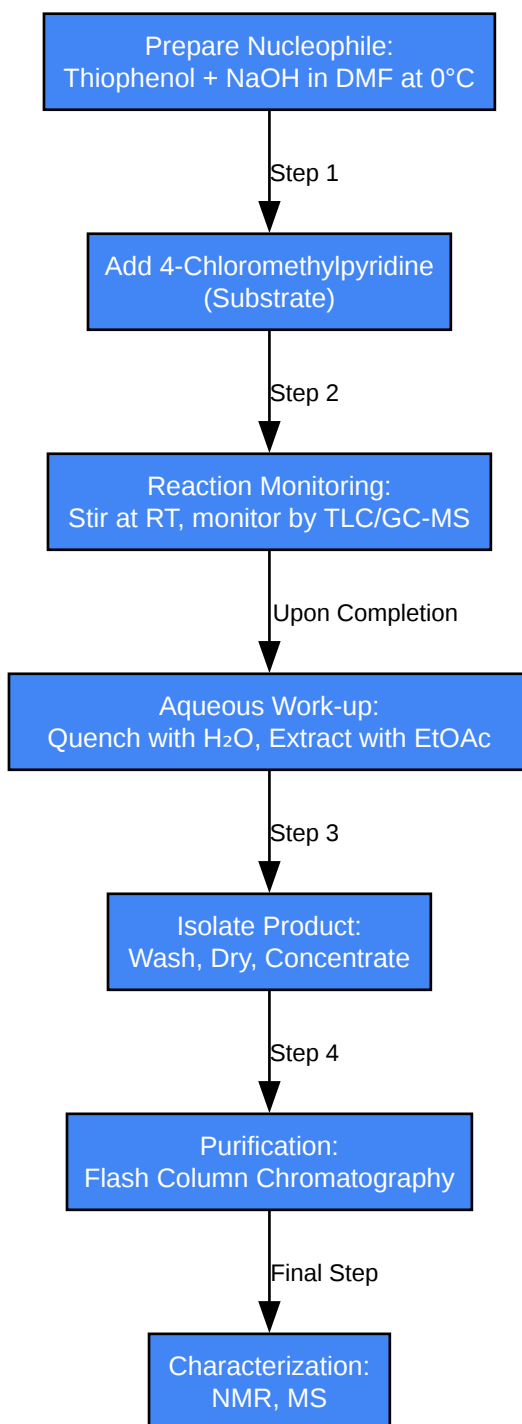 Prepare Nucleophile:
Thiophenol + NaOH in DMF at 0°C
Step 1
Add 4-Chloromethylpyridine
(Substrate)
Step 2
Reaction Monitoring:
Stir at RT, monitor by TLC/GC-MS
Upon Completion
Aqueous Work-up:
Quench with H₂O, Extract with EtOAc
Step 3
Isolate Product:
Wash, Dry, Concentrate
Step 4
Purification:
Flash Column Chromatography
Final Step
Characterization:
NMR, MS